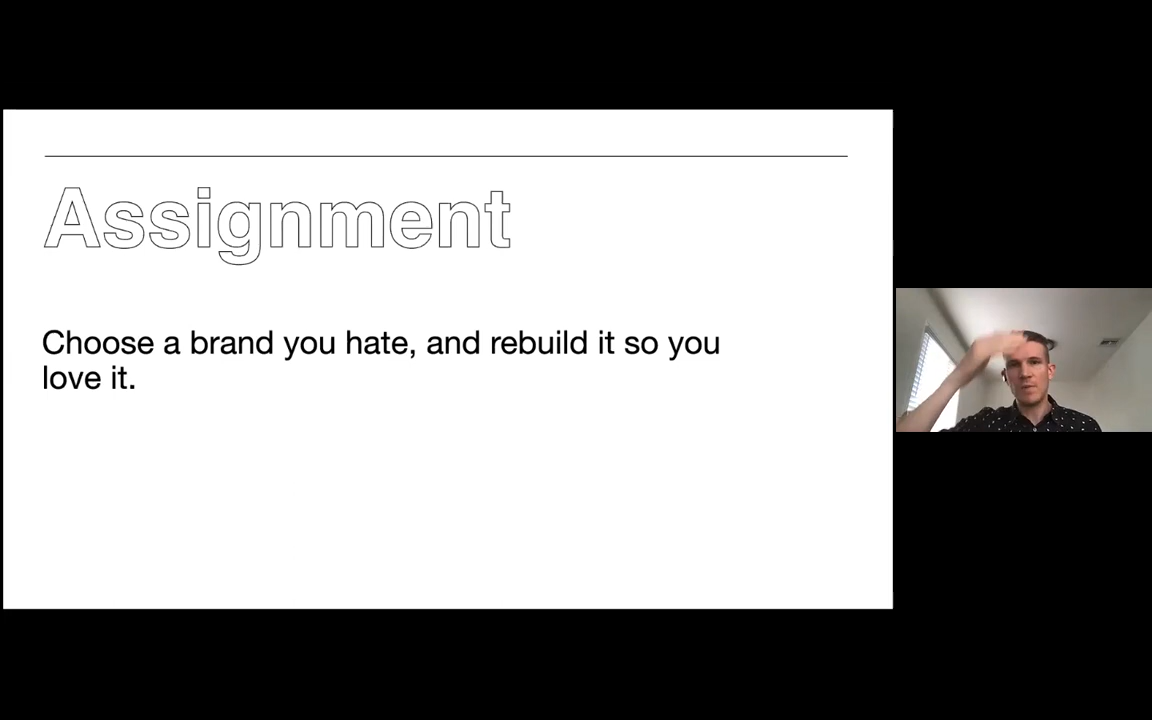 Assignment
Choose a brand you hate, and rebuild it so you
love it.